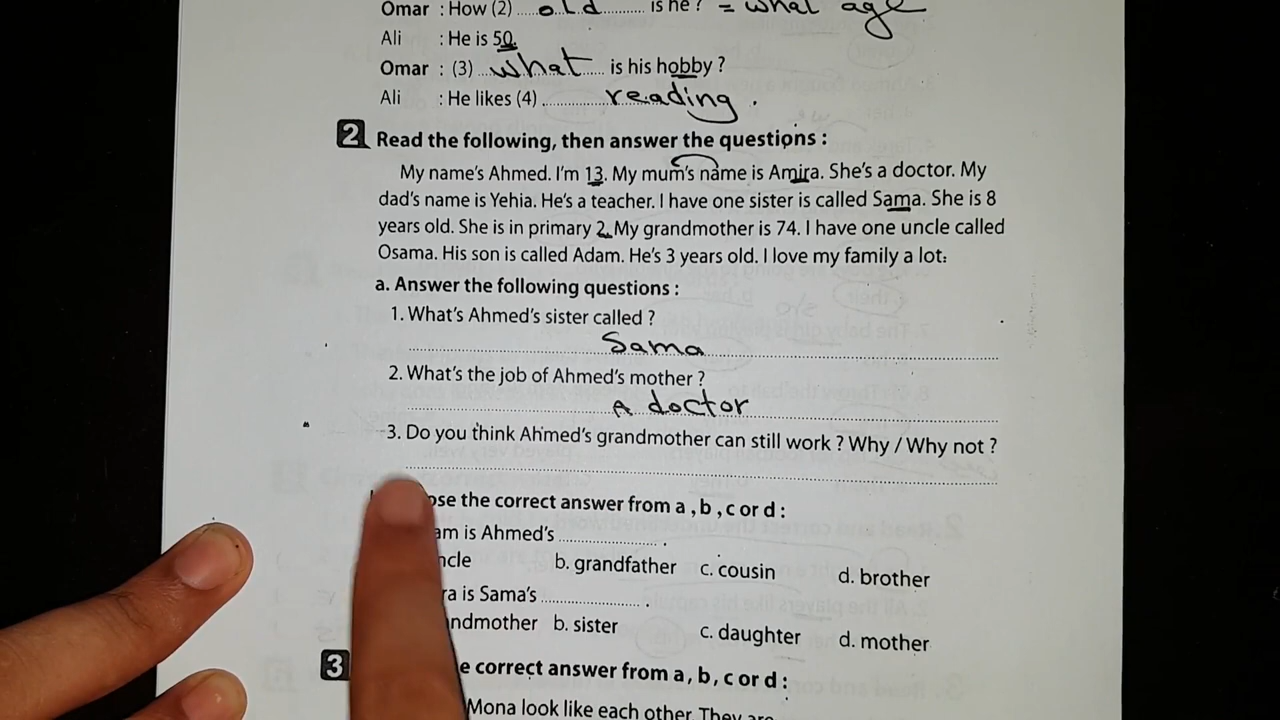 Omar : How (2) ..old.. is he ? = what age
Ali : He is 50.
Omar : (3) ..what.. is his hobby ?
Ali : He likes (4) ..reading.
2 Read the following, then answer the questions :
My name's Ahmed. I'm 13. My mum's name is Amira. She's a doctor. My
dad's name is Yehia. He's a teacher. I have one sister is called Sama. She is 8
years old. She is in primary 2. My grandmother is 74. I have one uncle called
Osama. His son is called Adam. He's 3 years old. I love my family a lot.
a. Answer the following questions :
1. What's Ahmed's sister called ?
Sama
2. What's the job of Ahmed's mother ?
A doctor
3. Do you think Ahmed's grandmother can still work ? Why / Why not ?
ose the correct answer from a , b , c or d :
am is Ahmed's .................... .
ncle b. grandfather c. cousin d. brother
ra is Sama's .................... .
ndmother b. sister c. daughter d. mother
3 e correct answer from a , b , c or d :
Mona look like each other. They are